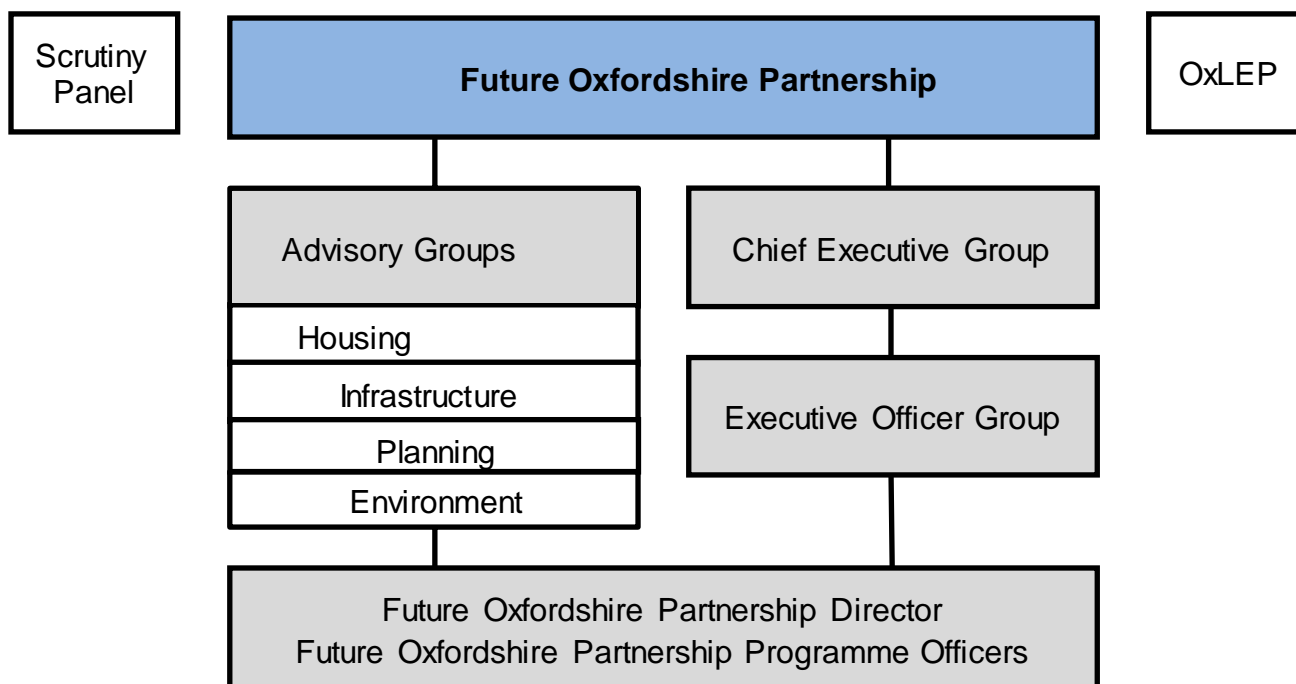 Scrutiny
Panel
Future Oxfordshire Partnership
OxLEP
Advisory Groups
Housing
Infrastructure
Planning
Environment
Chief Executive Group
Executive Officer Group
Future Oxfordshire Partnership Director
Future Oxfordshire Partnership Programme Officers